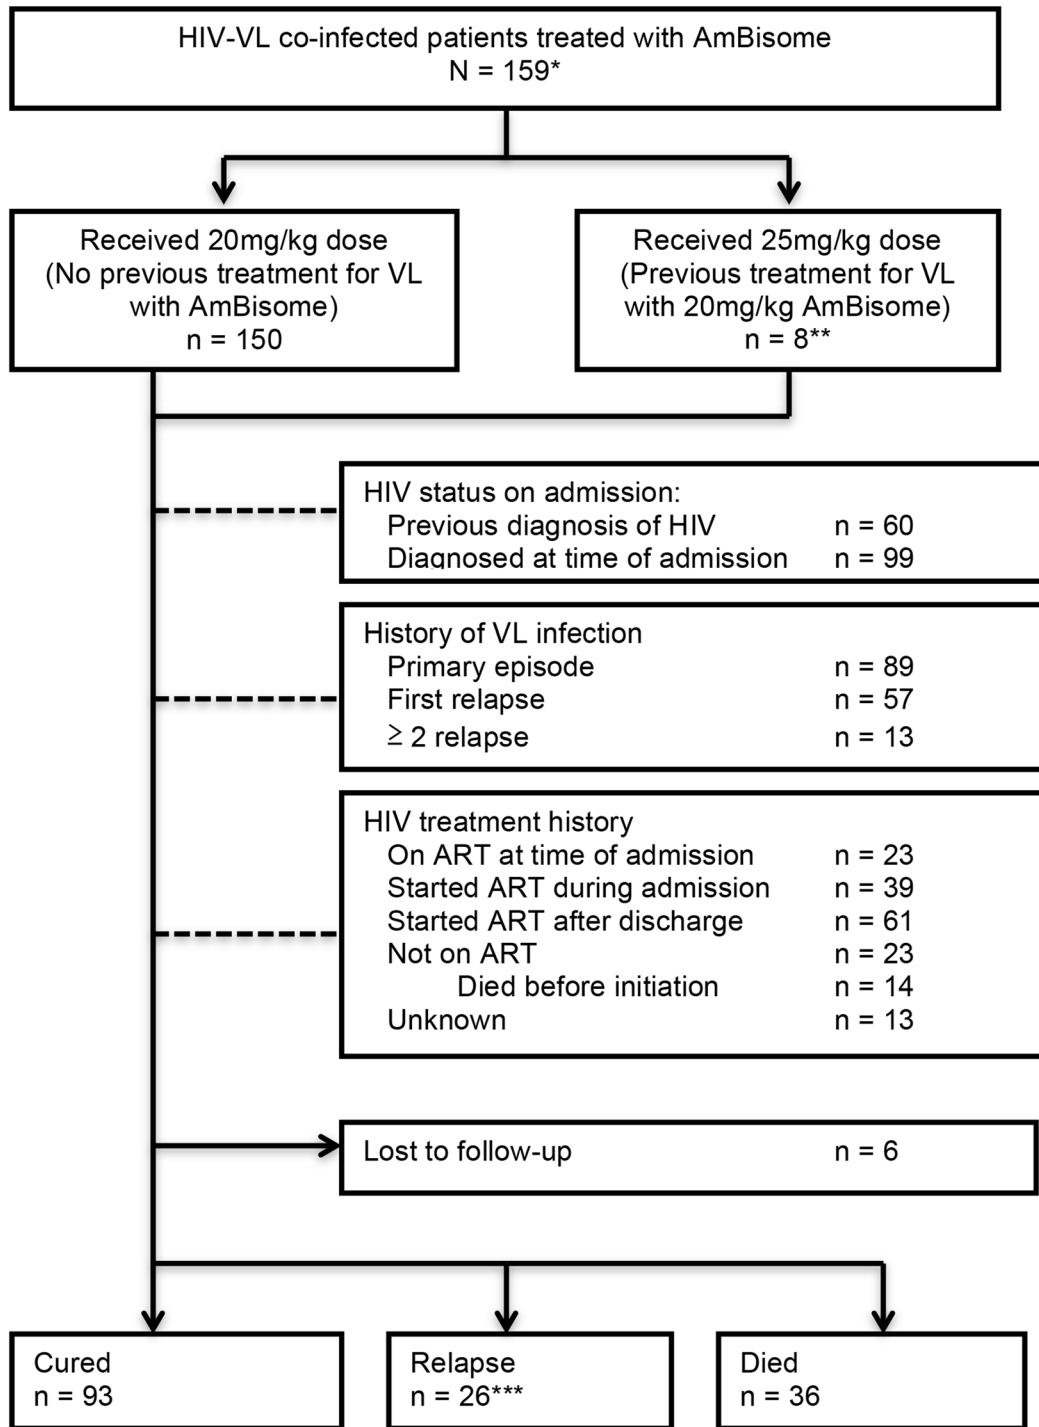 HIV-VL co-infected patients treated with AmBisome
N = 159*
Received 20mg/kg dose
(No previous treatment for VL
with AmBisome)
n = 150
Received 25mg/kg dose
(Previous treatment for VL
with 20mg/kg AmBisome)
n = 8**
HIV status on admission:
Previous diagnosis of HIV n = 60
Diagnosed at time of admission n = 99
History of VL infection
Primary episode n = 89
First relapse n = 57
≥ 2 relapse n = 13
HIV treatment history
On ART at time of admission n = 23
Started ART during admission n = 39
Started ART after discharge n = 61
Not on ART n = 23
Died before initiation n = 14
Unknown n = 13
Lost to follow-up n = 6
Cured
n = 93
Relapse
n = 26***
Died
n = 36